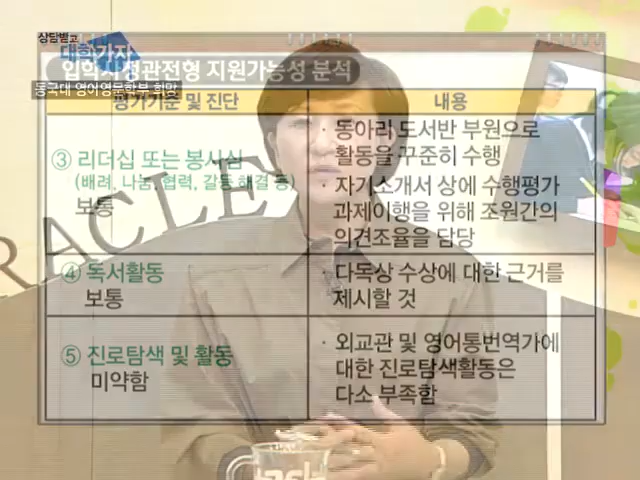 상담받고
대학가자
입학사정관전형 지원가능성 분석
동국대 영어영문학부 희망
평가기준 및 진단
내용
③ 리더십 또는 봉사심
(배려, 나눔, 협력, 갈등 해결 등)
보통
· 동아리 도서반 부원으로
활동을 꾸준히 수행
· 자기소개서 상에 수행평가
과제이행을 위해 조원간의
의견조율을 담당
④ 독서활동
보통
· 다독상 수상에 대한 근거를
제시할 것
⑤ 진로탐색 및 활동
미약함
· 외교관 및 영어통번역가에
대한 진로탐색활동은
다소 부족함
RACLE